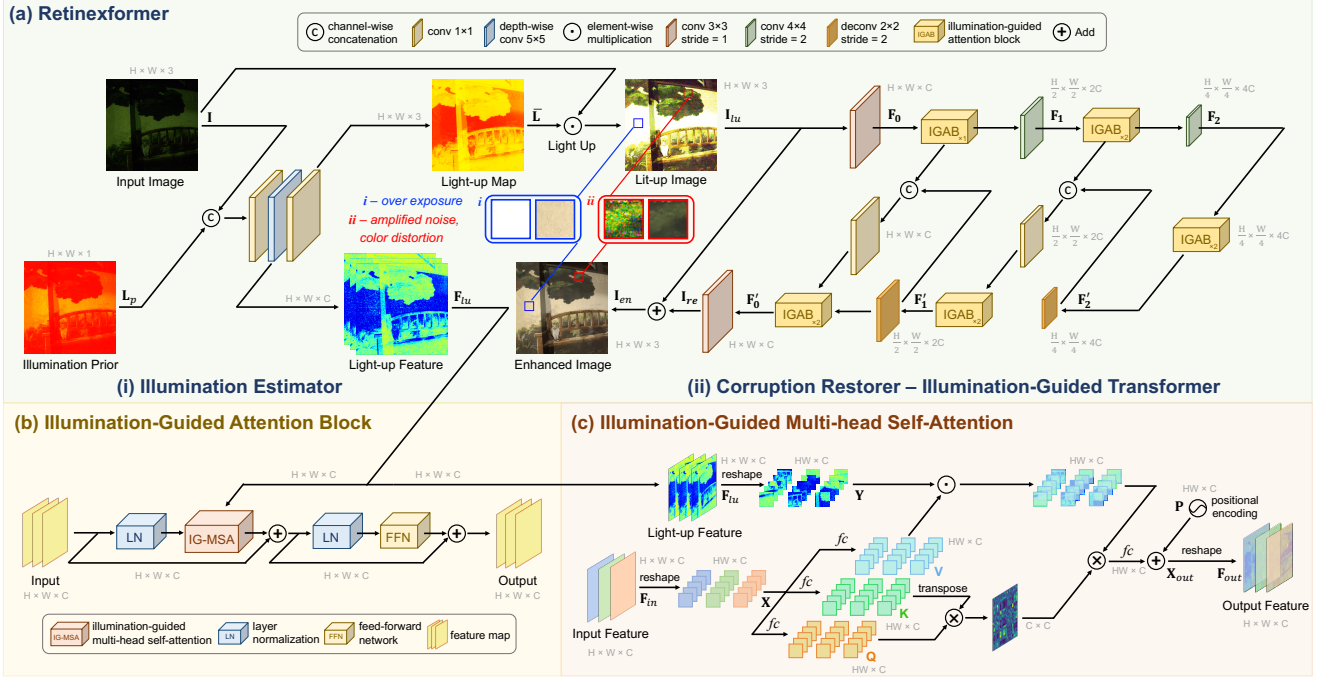 (a) Retinexformer
C channel-wise concatenation
conv 1×1
depth-wise conv 5×5
element-wise multiplication
conv 3×3 stride = 1
conv 4×4 stride = 2
deconv 2×2 stride = 2
IGAB illumination-guided attention block
Add
H × W × 3
Input Image
I
H × W × 3
Light-up Map
L̄
Light Up
H × W × 3
Lit-up Image
I_lu
C
i – over exposure
ii – amplified noise,
color distortion
i
ii
H × W × 1
L_p
Illumination Prior
H × W × C
F_lu
Light-up Feature
I_en
H × W × 3
Enhanced Image
H × W × C
F_0
IGAB ×1
H/2 × W/2 × 2C
F_1
IGAB ×2
H/4 × W/4 × 4C
F_2
C
C
H × W × C
H/2 × W/2 × 2C
IGAB ×2
H/4 × W/4 × 4C
I_re
H × W × C
F′_0
IGAB ×2
F′_1
H/2 × W/2 × 2C
IGAB ×2
F′_2
H/4 × W/4 × 4C
(i) Illumination Estimator
(ii) Corruption Restorer – Illumination-Guided Transformer
(b) Illumination-Guided Attention Block
H × W × C
H × W × C
LN
IG-MSA
LN
FFN
Input
H × W × C
H × W × C
H × W × C
Output
H × W × C
IG-MSA illumination-guided multi-head self-attention
LN layer normalization
FFN feed-forward network
feature map
(c) Illumination-Guided Multi-head Self-Attention
H × W × C
reshape
F_lu
Light-up Feature
HW × C
Y
HW × C
HW × C
P
positional encoding
H × W × C
reshape
F_in
Input Feature
H × W × C
HW × C
X
fc
fc
fc
V
HW × C
K
HW × C
transpose
Q
HW × C
C × C
fc
HW × C
X_out
reshape
F_out
Output Feature
H × W × C